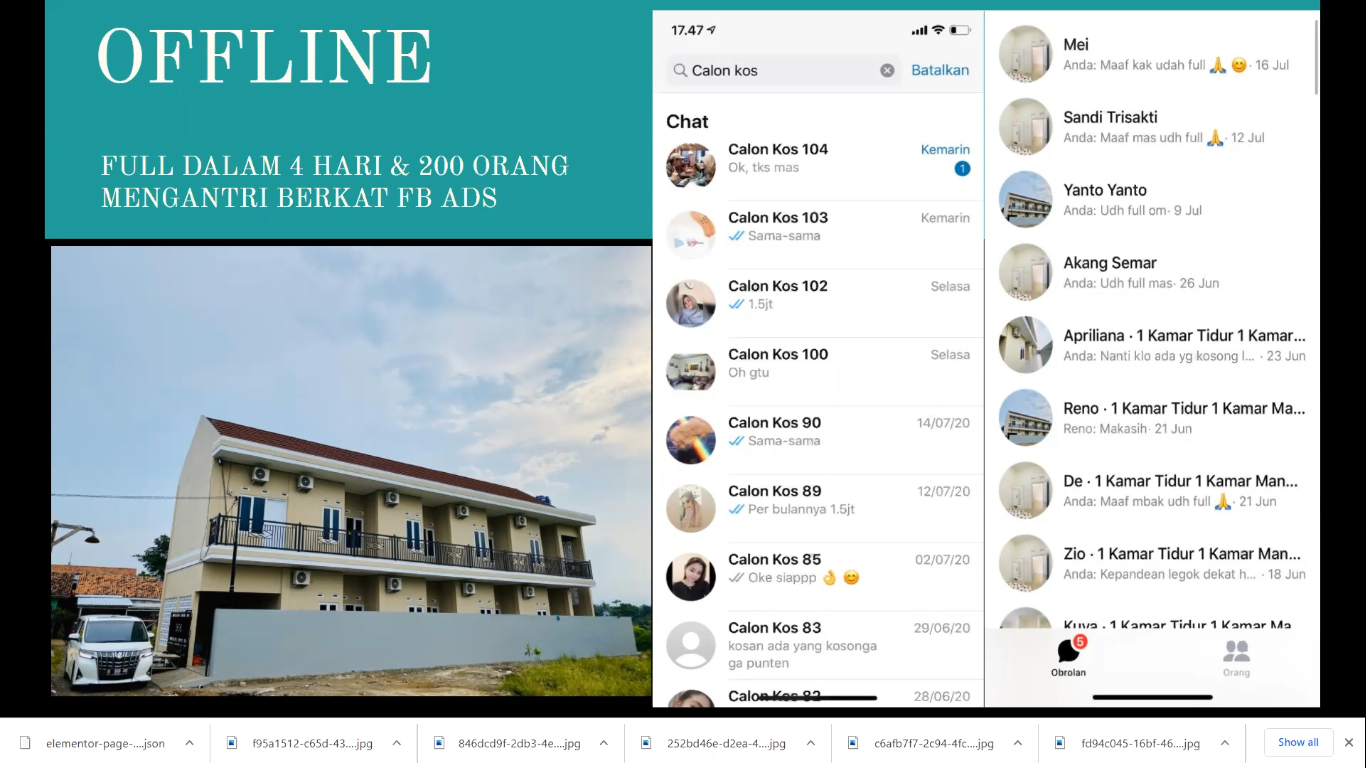 OFFLINE
FULL DALAM 4 HARI & 200 ORANG
MENGANTRI BERKAT FB ADS
17.47
Calon kos
Batalkan
Chat
Calon Kos 104
Kemarin
Ok, tks mas
1
Calon Kos 103
Kemarin
Sama-sama
Calon Kos 102
Selasa
1.5jt
Calon Kos 100
Selasa
Oh gtu
Calon Kos 90
14/07/20
Sama-sama
Calon Kos 89
12/07/20
Per bulannya 1.5jt
Calon Kos 85
02/07/20
Oke siappp 👌 😊
Calon Kos 83
29/06/20
kosan ada yang kosonga
ga punten
Calon Kos 82
28/06/20
Mei
Anda: Maaf kak udah full 🙏 😊 · 16 Jul
Sandi Trisakti
Anda: Maaf mas udh full 🙏 · 12 Jul
Yanto Yanto
Anda: Udh full om · 9 Jul
Akang Semar
Anda: Udh full mas · 26 Jun
Apriliana · 1 Kamar Tidur 1 Kamar...
Anda: Nanti klo ada yg kosong l... · 23 Jun
Reno · 1 Kamar Tidur 1 Kamar Ma...
Reno: Makasih · 21 Jun
De · 1 Kamar Tidur 1 Kamar Man...
Anda: Maaf mbak udh full 🙏 · 21 Jun
Zio · 1 Kamar Tidur 1 Kamar Man...
Anda: Kepandean legok dekat h... · 18 Jun
Kuya · 1 Kamar Tidur 1 Kamar Ma
5
Obrolan
Orang
elementor-page-....json
f95a1512-c65d-43....jpg
846dcd9f-2db3-4e....jpg
252bd46e-d2ea-4....jpg
c6afb7f7-2c94-4fc....jpg
fd94c045-16bf-46....jpg
Show all